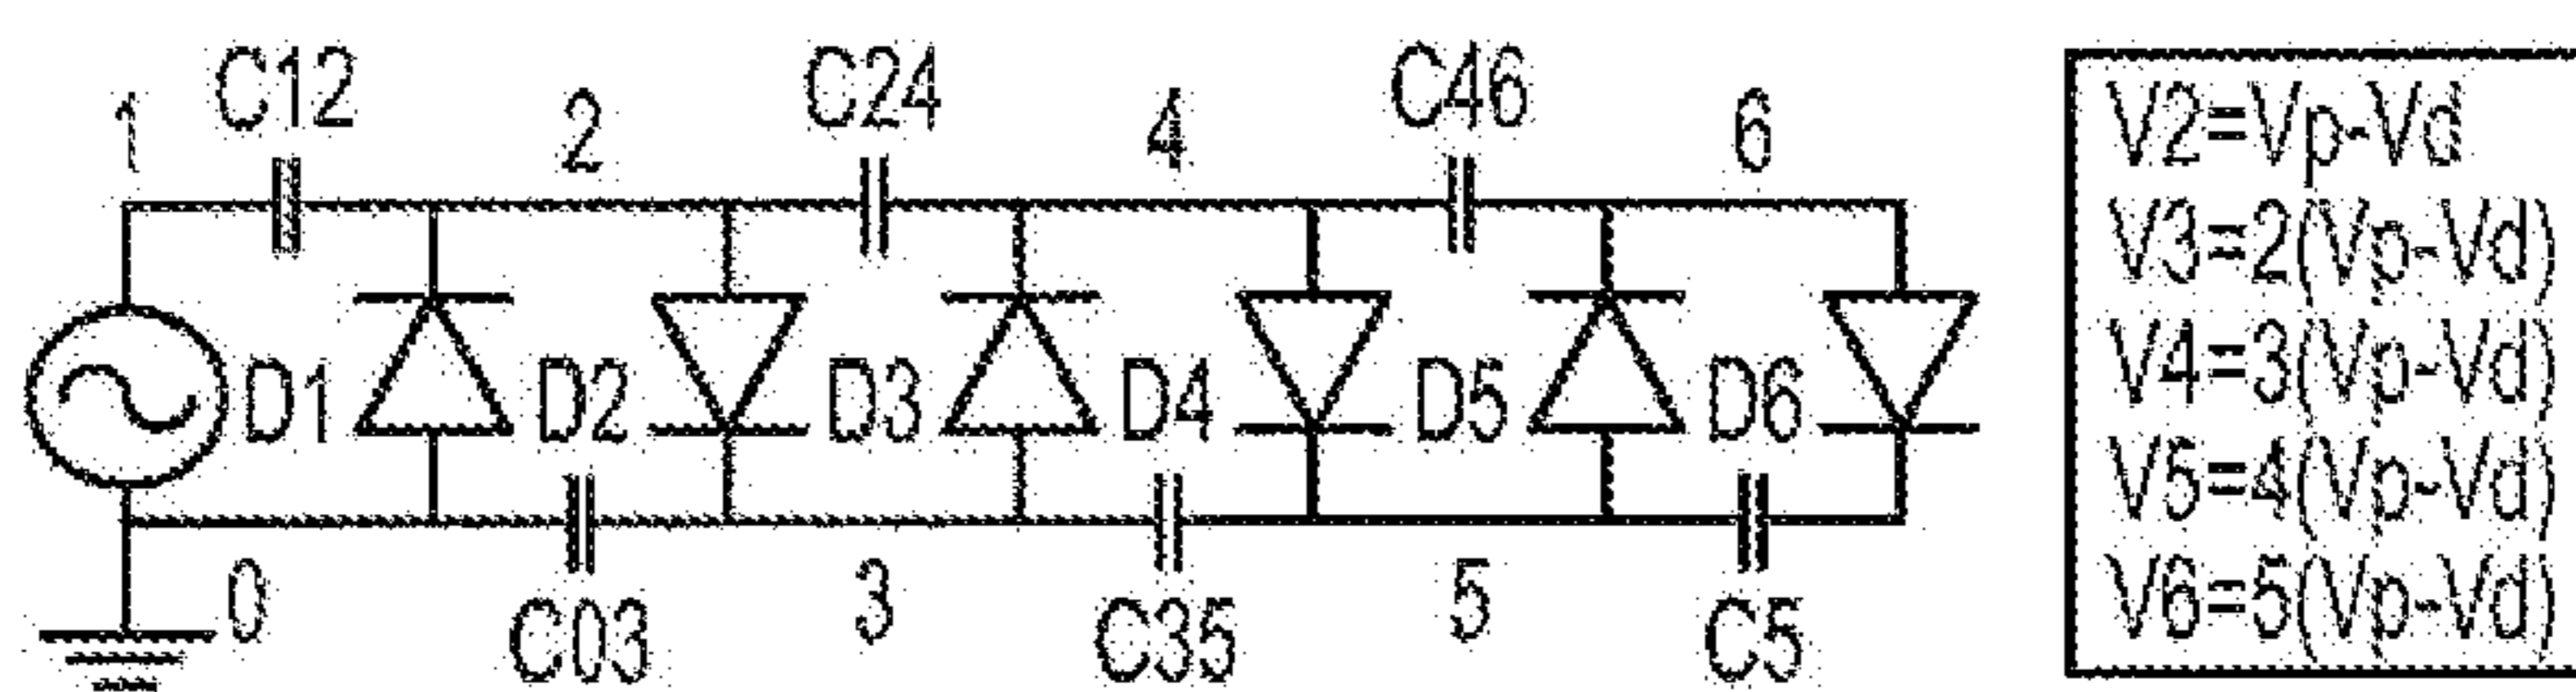 C12 C24 C46
1 2 4 6
D1 D2 D3 D4 D5 D6
0 3 5
C03 C35 C5
V2=Vp-Vd
V3=2(Vp-Vd)
V4=3(Vp-Vd)
V5=4(Vp-Vd)
V6=5(Vp-Vd)